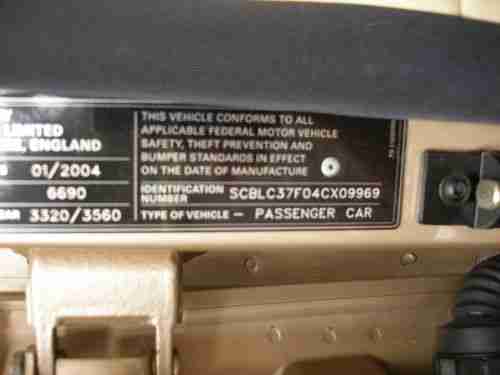 LIMITED
ENGLAND
01/2004
6690
3320/3560
THIS VEHICLE CONFORMS TO ALL
APPLICABLE FEDERAL MOTOR VEHICLE
SAFETY, THEFT PREVENTION AND
BUMPER STANDARDS IN EFFECT
ON THE DATE OF MANUFACTURE
IDENTIFICATION NUMBER SCBLC37F04CX09969
TYPE OF VEHICLE - PASSENGER CAR